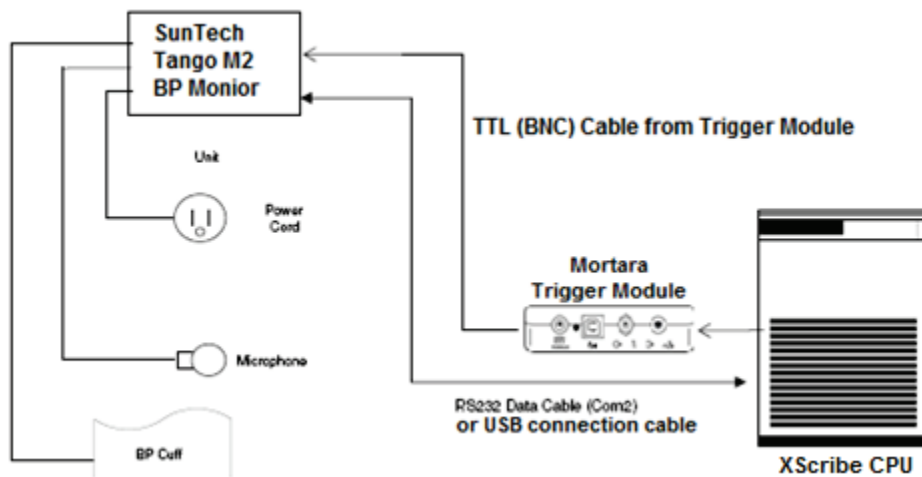 SunTech
Tango M2
BP Monior
TTL (BNC) Cable from Trigger Module
Unit
Power
Cord
Mortara
Trigger Module
Microphone
RS232 Data Cable (Com2)
or USB connection cable
BP Cuff
XScribe CPU